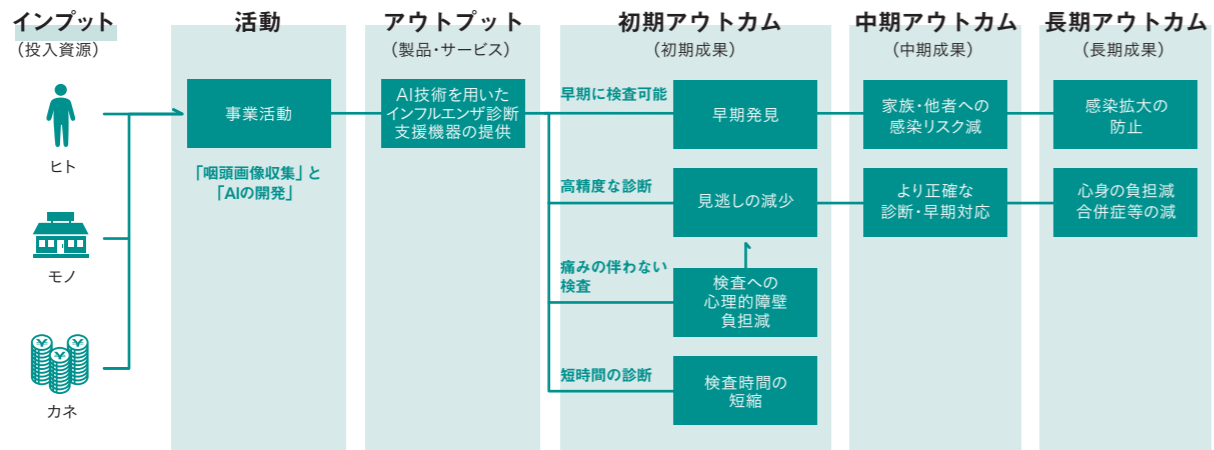 インプット
（投入資源）
活動
アウトプット
（製品・サービス）
初期アウトカム
（初期成果）
中期アウトカム
（中期成果）
長期アウトカム
（長期成果）
ヒト
モノ
¥
¥
¥
カネ
事業活動
「咽頭画像収集」と
「AIの開発」
AI技術を用いた
インフルエンザ診断
支援機器の提供
早期に検査可能
早期発見
家族・他者への
感染リスク減
感染拡大の
防止
高精度な診断
見逃しの減少
より正確な
診断・早期対応
心身の負担減
合併症等の減
痛みの伴わない
検査
検査への
心理的障壁
負担減
短時間の診断
検査時間の
短縮